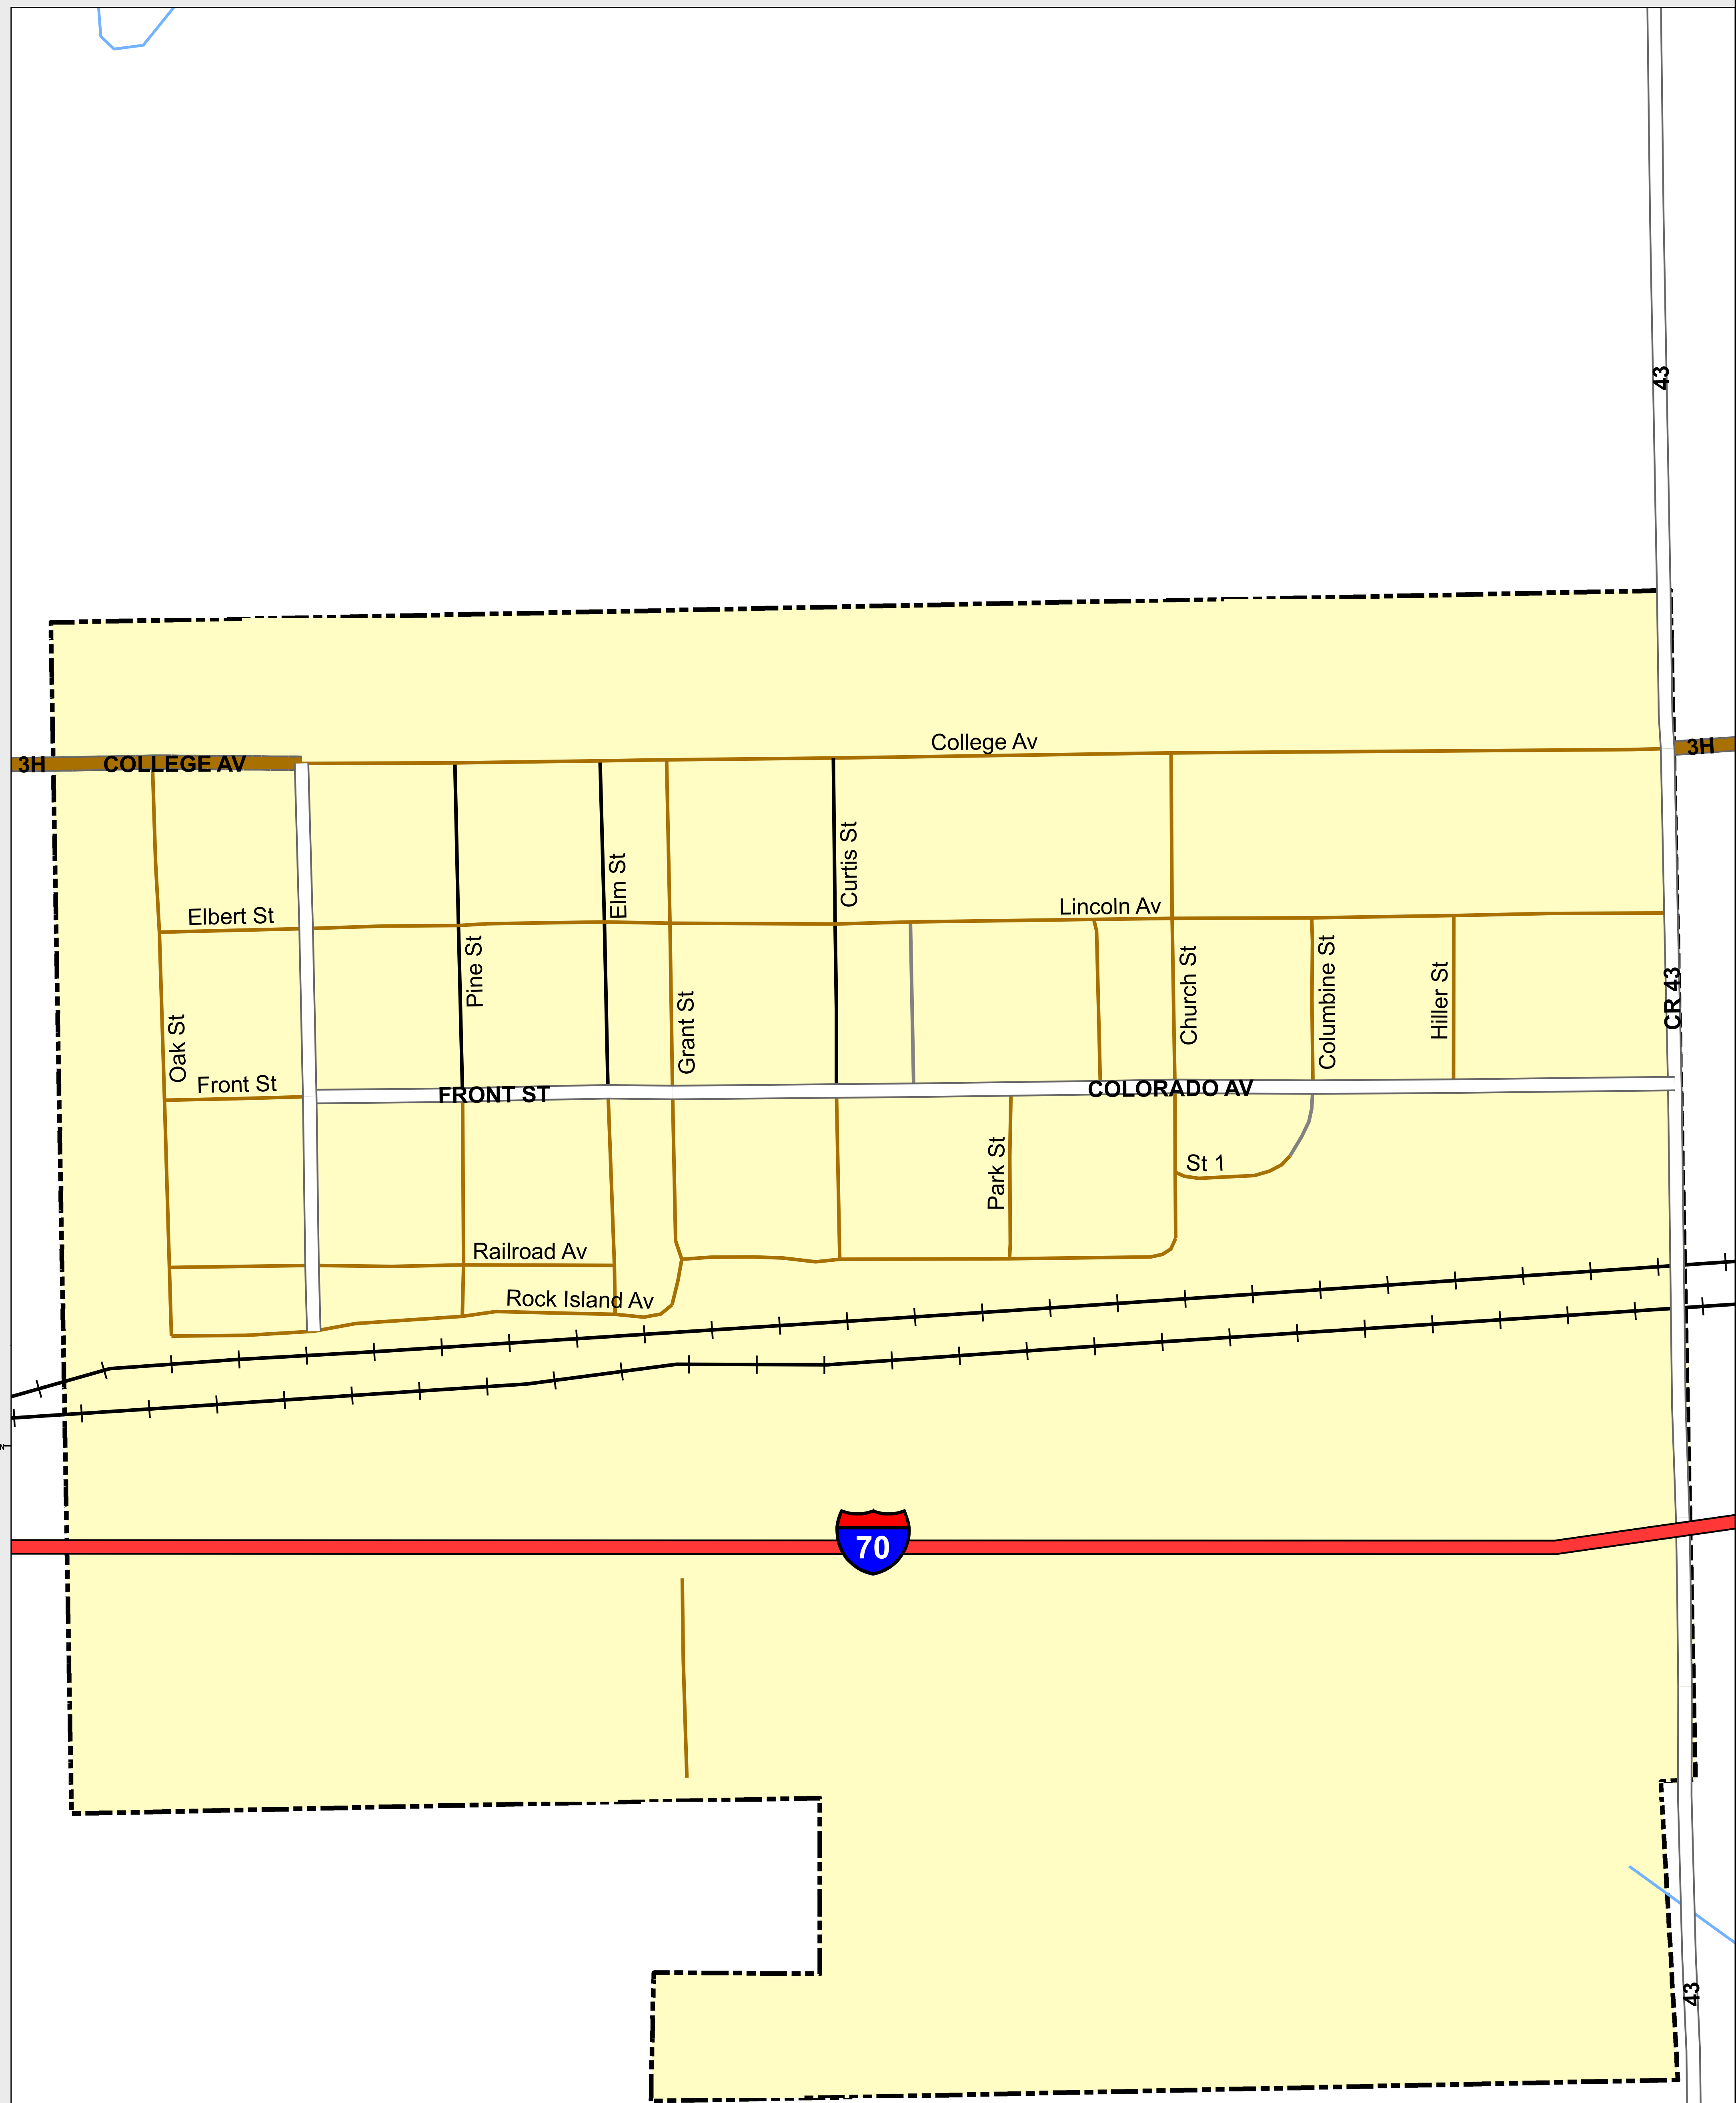 43
College Av
3H
COLLEGE AV
3H
Curtis St
Elm St
Lincoln Av
Elbert St
Pine St
Church St
Columbine St
Hiller St
CR 43
Grant St
Oak St
Front St
FRONT ST
COLORADO AV
Park St
St 1
Railroad Av
Rock Island Av
70
43